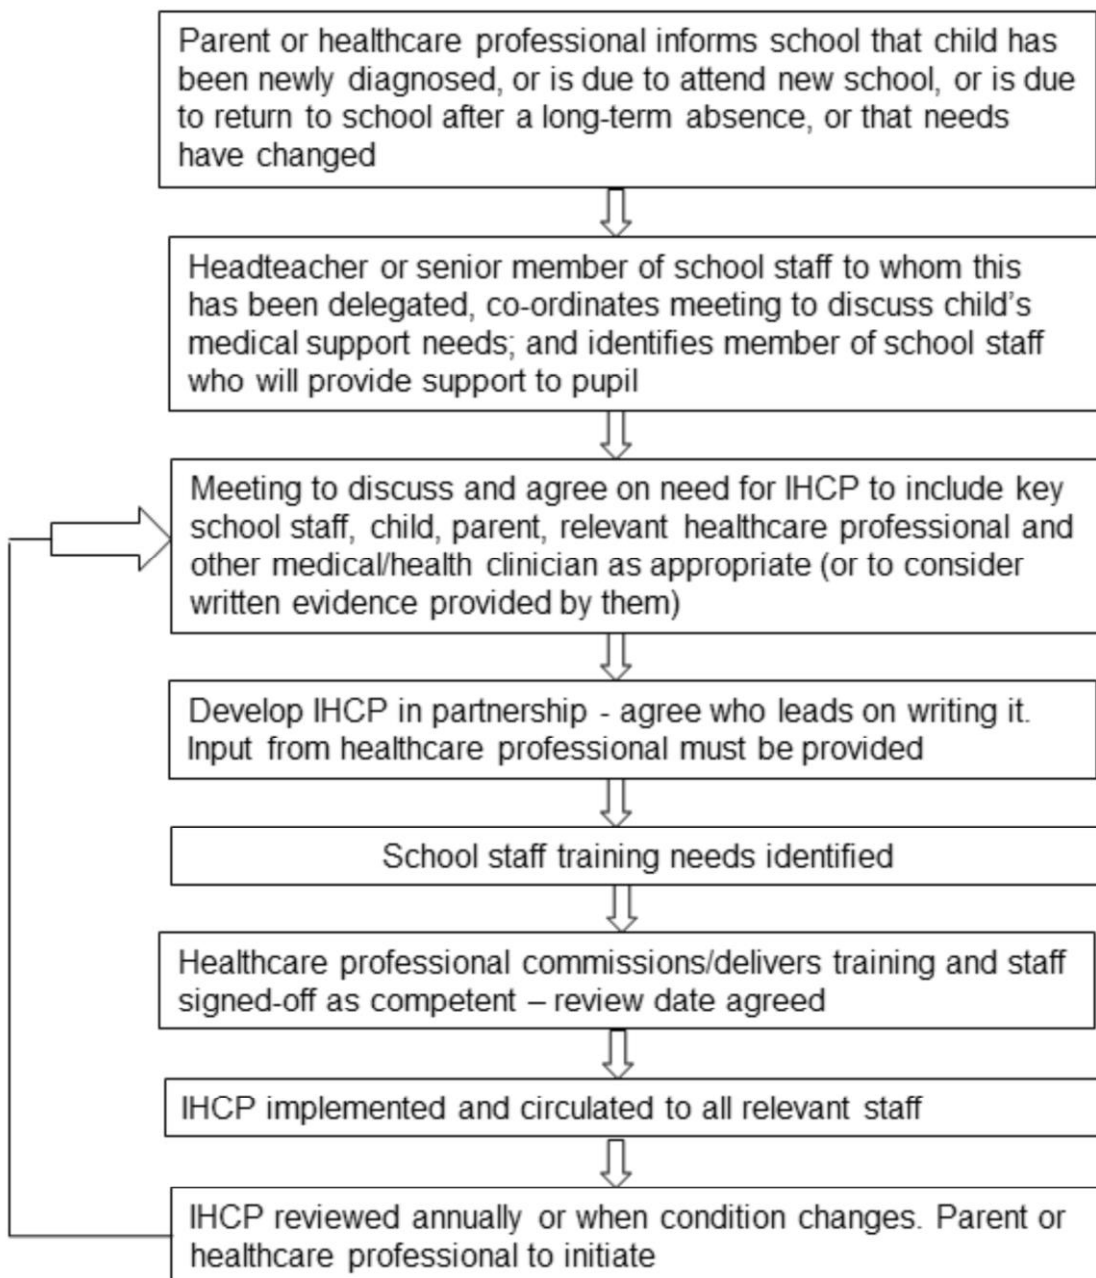 Parent or healthcare professional informs school that child has
been newly diagnosed, or is due to attend new school, or is due
to return to school after a long-term absence, or that needs
have changed
Headteacher or senior member of school staff to whom this
has been delegated, co-ordinates meeting to discuss child's
medical support needs; and identifies member of school staff
who will provide support to pupil
Meeting to discuss and agree on need for IHCP to include key
school staff, child, parent, relevant healthcare professional and
other medical/health clinician as appropriate (or to consider
written evidence provided by them)
Develop IHCP in partnership - agree who leads on writing it.
Input from healthcare professional must be provided
School staff training needs identified
Healthcare professional commissions/delivers training and staff
signed-off as competent – review date agreed
IHCP implemented and circulated to all relevant staff
IHCP reviewed annually or when condition changes. Parent or
healthcare professional to initiate